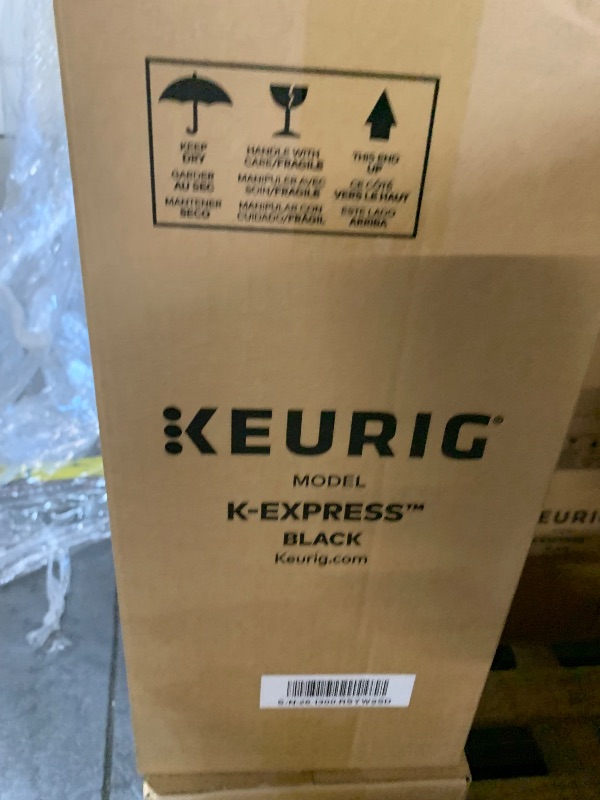 KEEP
DRY
GARDER
AU SEC
MANTENER
SECO
HANDLE WITH
CARE/FRAGILE
MANIPULER AVEC
SOIN/FRAGILE
MANIPULAR CON
CUIDADO/FRÁGIL
THIS END
UP
CE CÔTÉ
VERS LE HAUT
ESTE LADO
ARRIBA
KEURIG®
MODEL
K-EXPRESS™
BLACK
Keurig.com
EURI